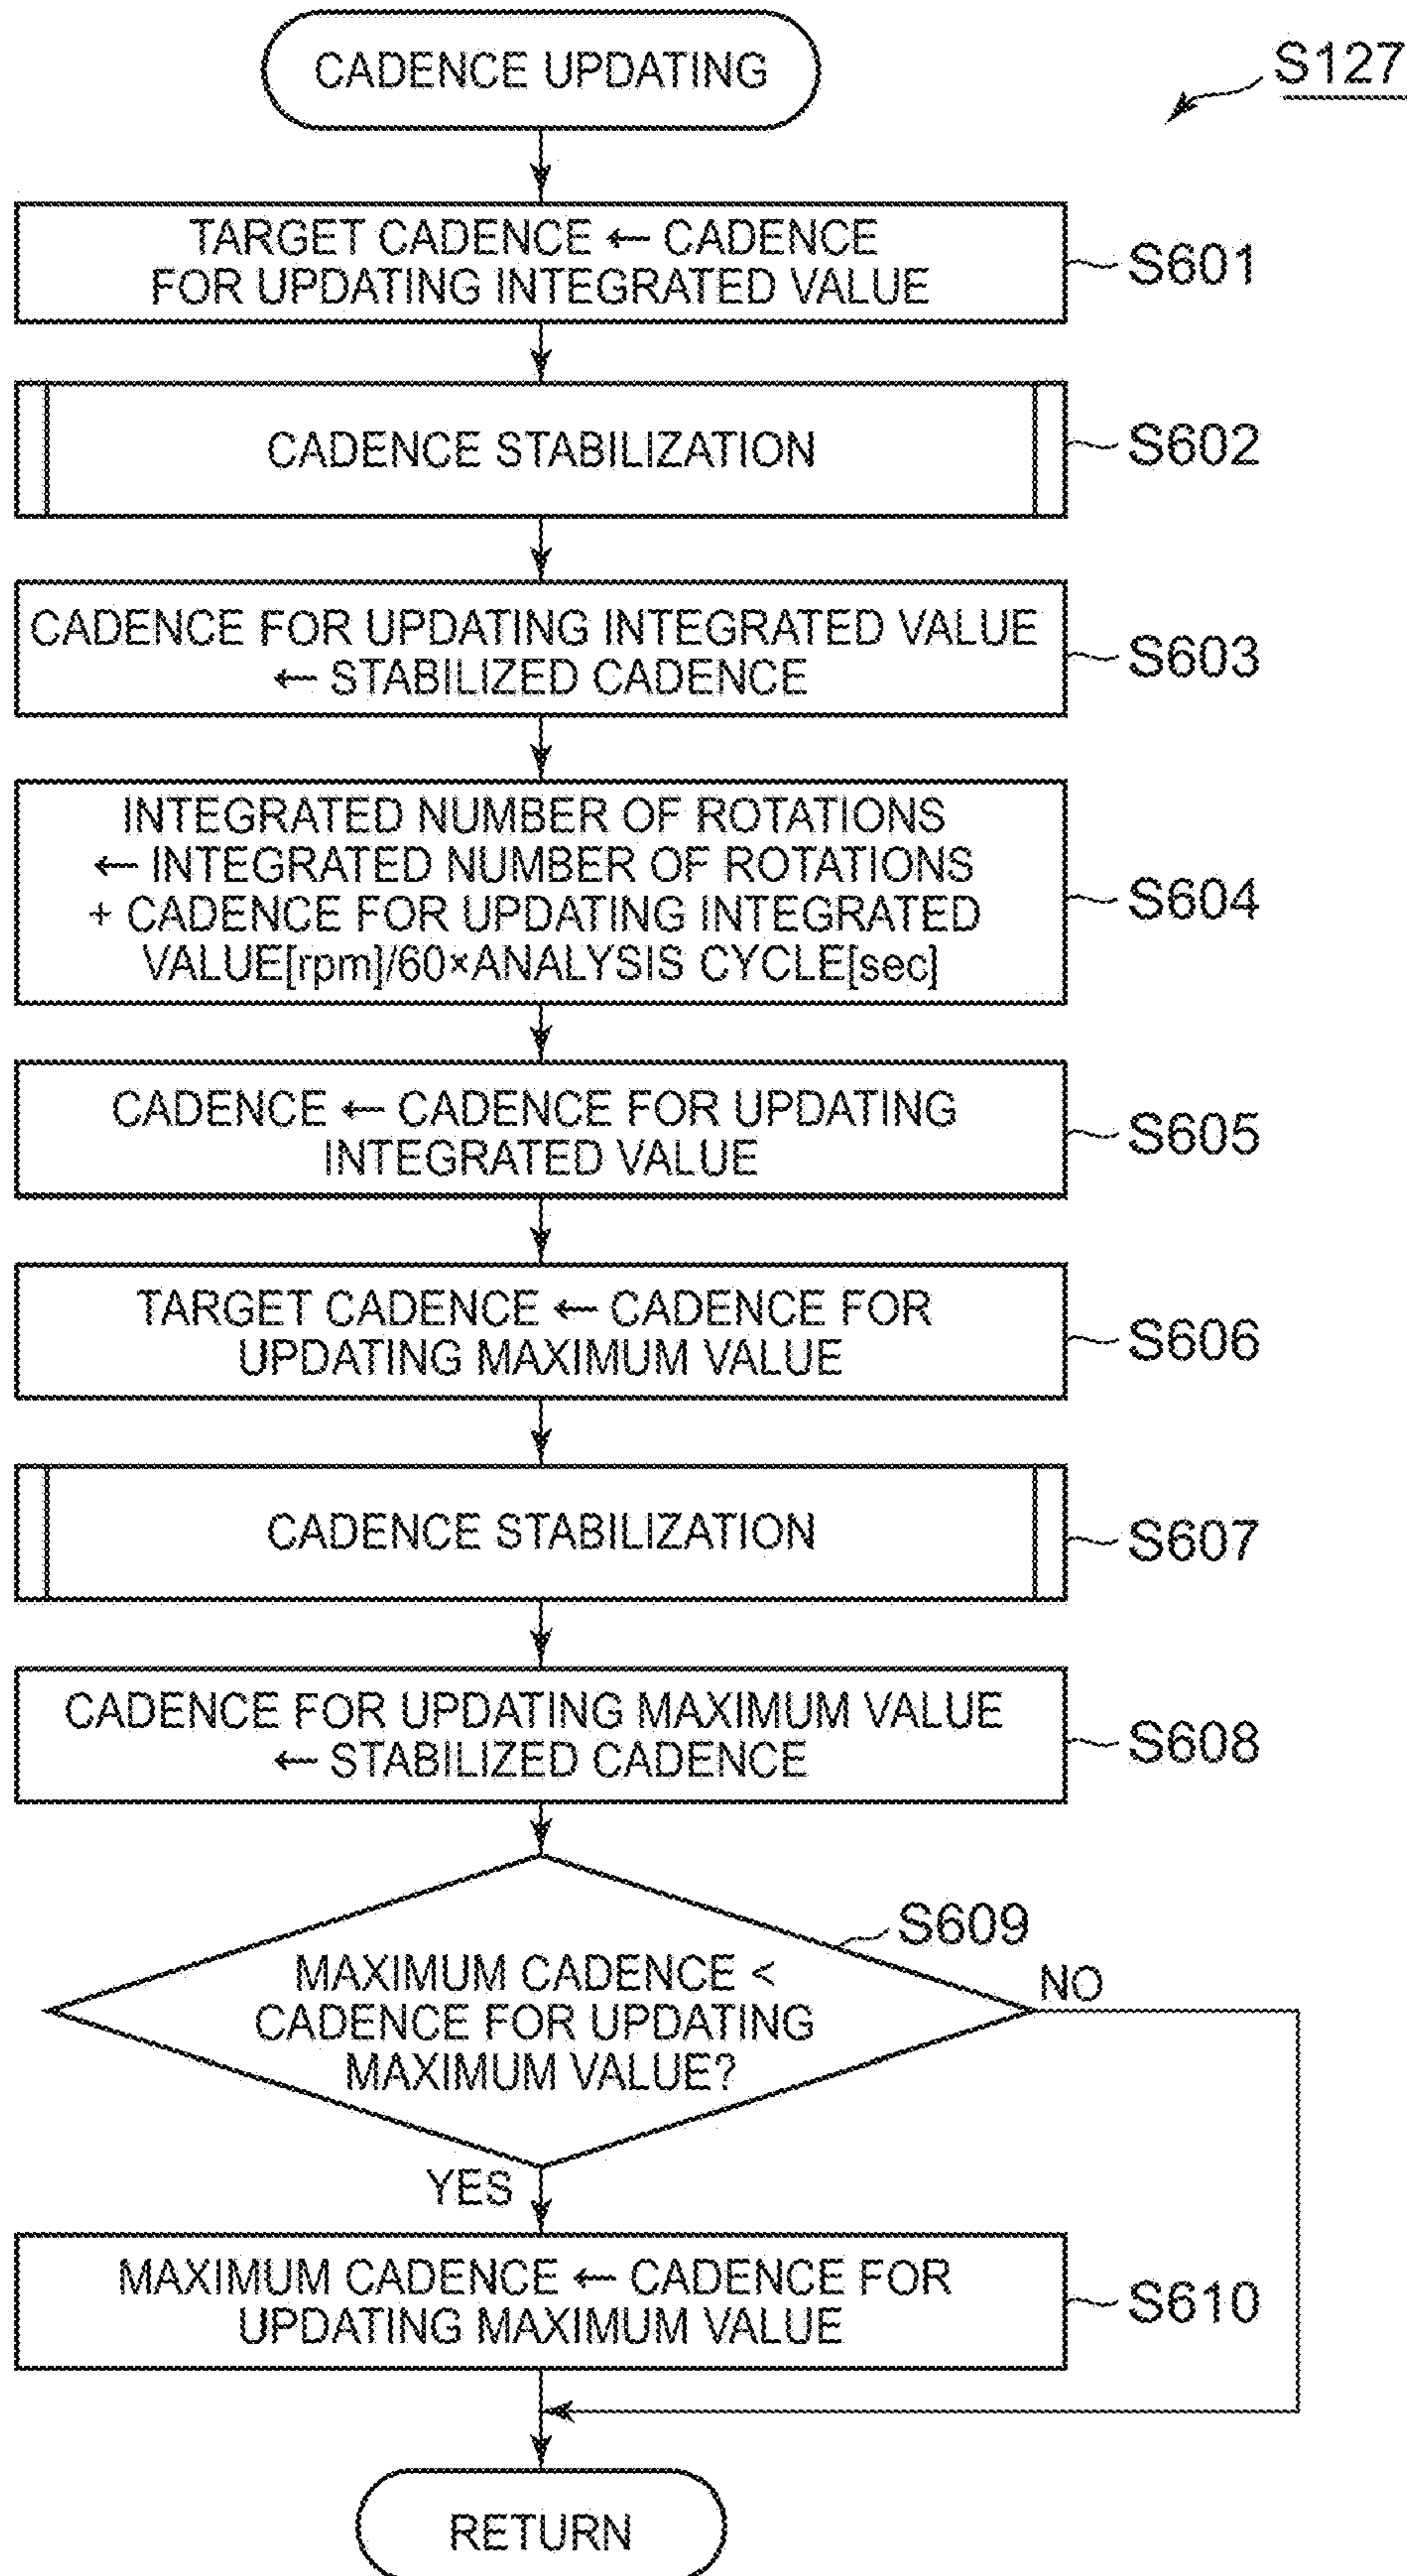 CADENCE UPDATING
S127
TARGET CADENCE ← CADENCE
FOR UPDATING INTEGRATED VALUE
S601
CADENCE STABILIZATION
S602
CADENCE FOR UPDATING INTEGRATED VALUE
← STABILIZED CADENCE
S603
INTEGRATED NUMBER OF ROTATIONS
← INTEGRATED NUMBER OF ROTATIONS
+ CADENCE FOR UPDATING INTEGRATED
VALUE[rpm]/60×ANALYSIS CYCLE[sec]
S604
CADENCE ← CADENCE FOR UPDATING
INTEGRATED VALUE
S605
TARGET CADENCE ← CADENCE FOR
UPDATING MAXIMUM VALUE
S606
CADENCE STABILIZATION
S607
CADENCE FOR UPDATING MAXIMUM VALUE
← STABILIZED CADENCE
S608
S609
MAXIMUM CADENCE <
CADENCE FOR UPDATING
MAXIMUM VALUE?
NO
YES
MAXIMUM CADENCE ← CADENCE FOR
UPDATING MAXIMUM VALUE
S610
RETURN